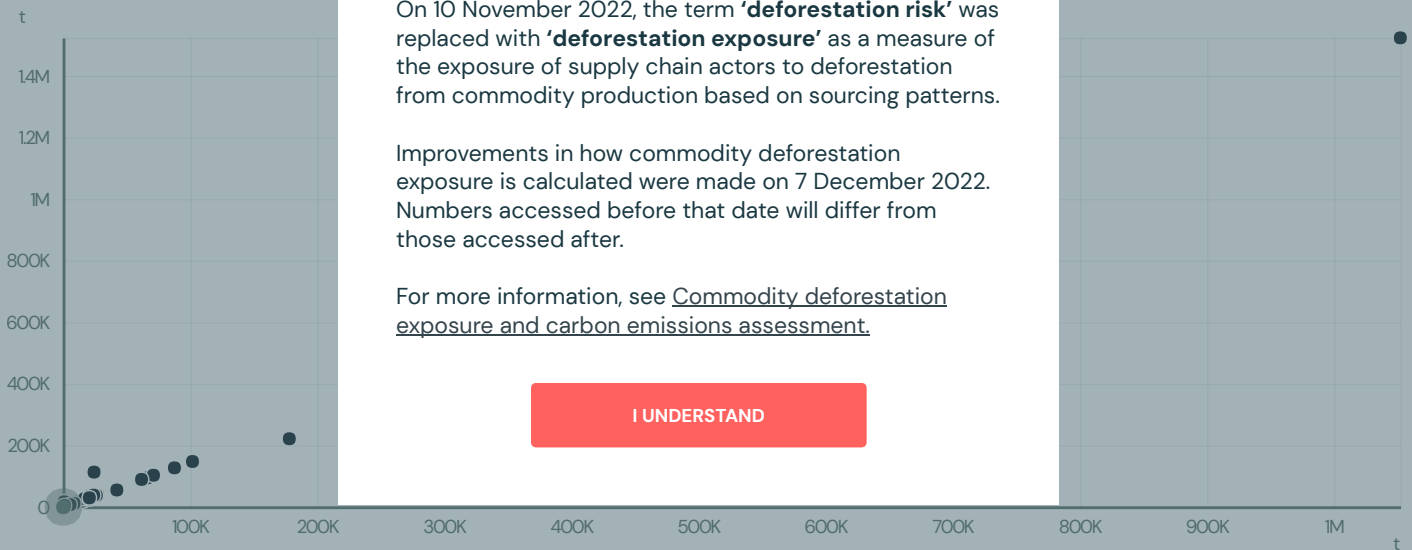 t
1.4M
1.2M
1M
800K
600K
400K
200K
0
On 10 November 2022, the term ‘deforestation risk’ was
replaced with ‘deforestation exposure’ as a measure of
the exposure of supply chain actors to deforestation
from commodity production based on sourcing patterns.
Improvements in how commodity deforestation
exposure is calculated were made on 7 December 2022.
Numbers accessed before that date will differ from
those accessed after.
For more information, see Commodity deforestation
exposure and carbon emissions assessment.
I UNDERSTAND
100K 200K 300K 400K 500K 600K 700K 800K 900K 1M
t